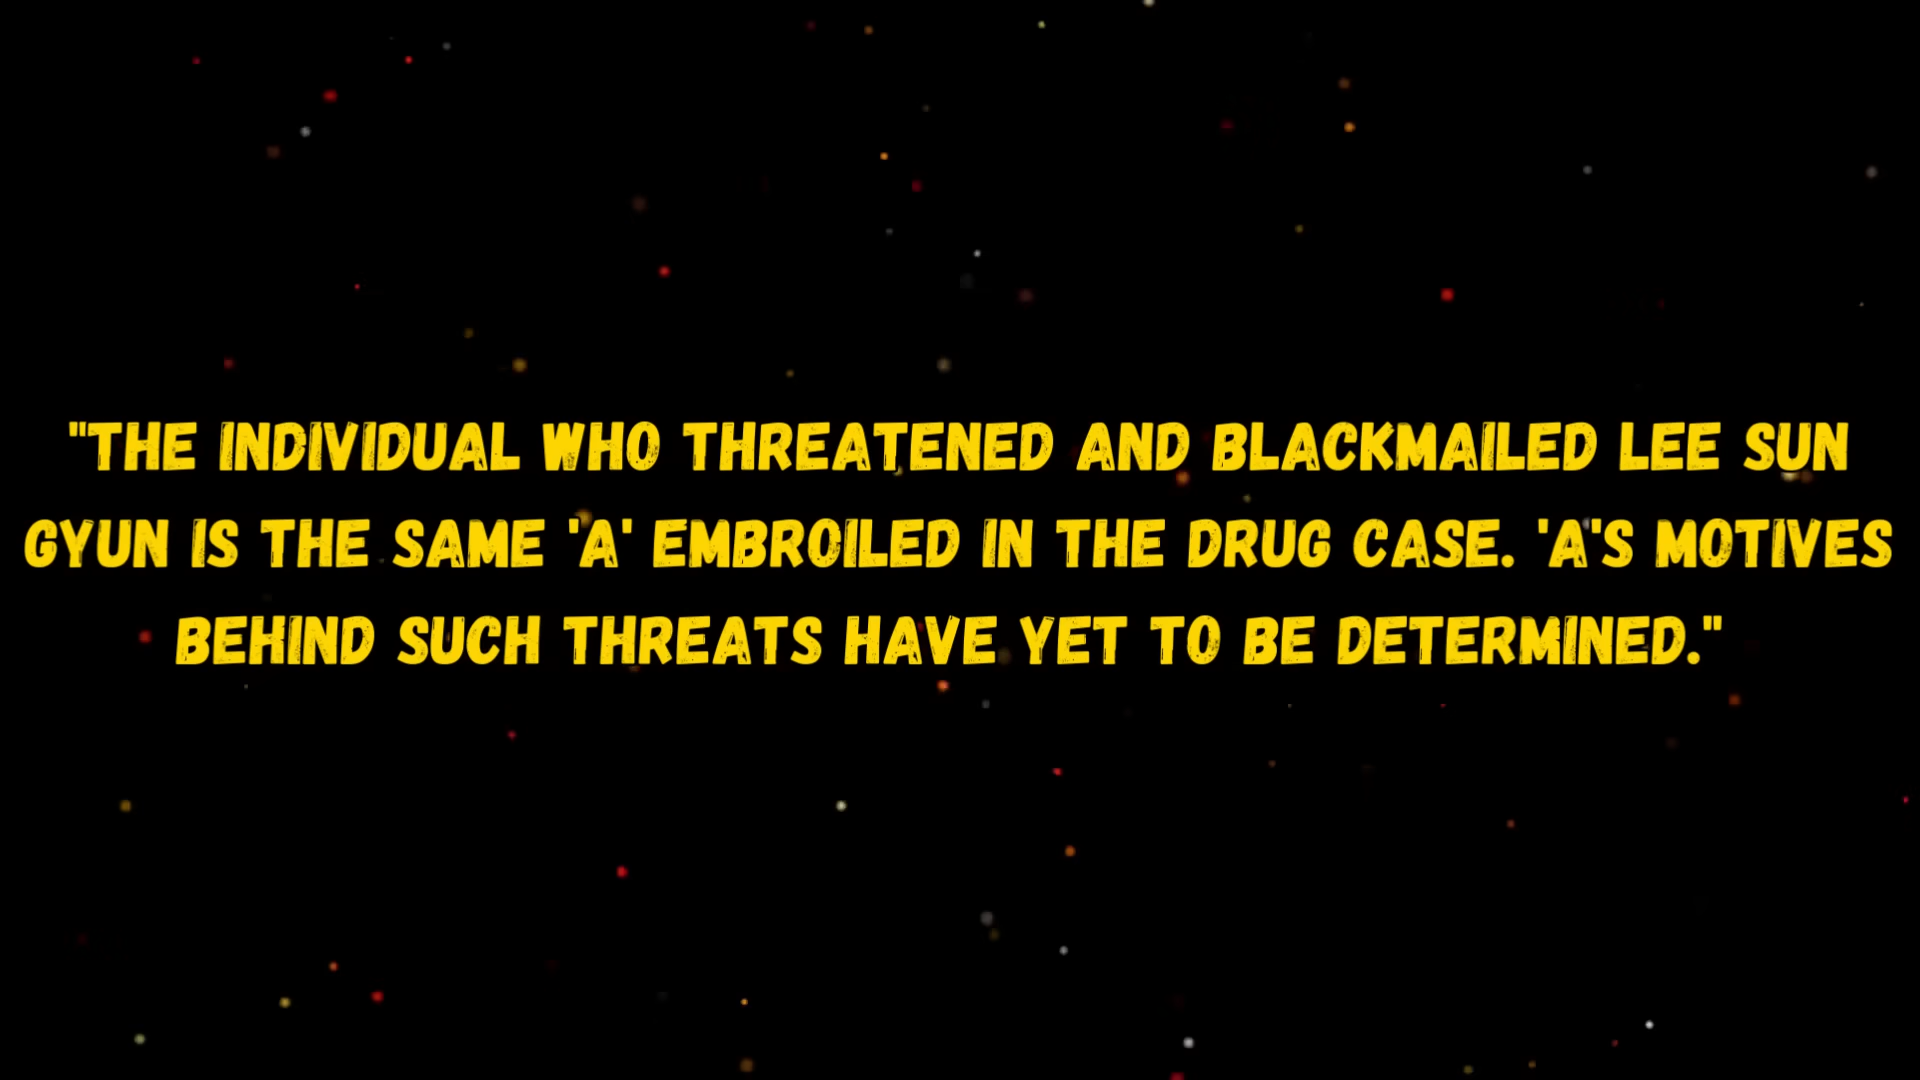 "THE INDIVIDUAL WHO THREATENED AND BLACKMAILED LEE SUN
GYUN IS THE SAME 'A' EMBROILED IN THE DRUG CASE. 'A'S MOTIVES
BEHIND SUCH THREATS HAVE YET TO BE DETERMINED."